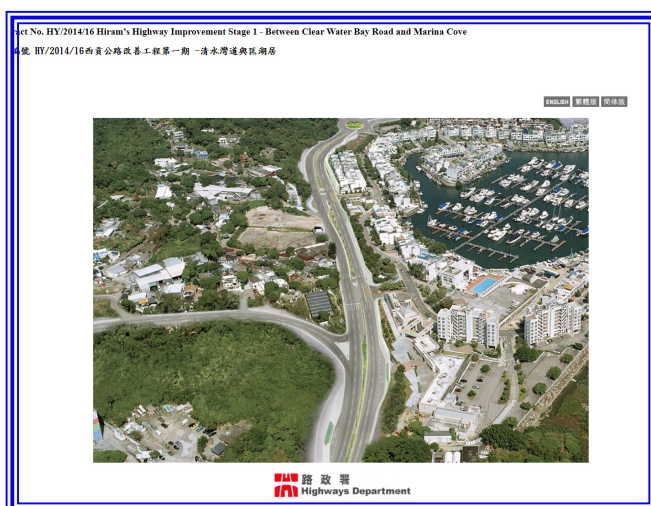 act No. HY/2014/16 Hiram's Highway Improvement Stage 1 - Between Clear Water Bay Road and Marina Cove
編號 HY/2014/16西貢公路改善工程第一期 -清水灣道與匡湖居
ENGLISH 繁體版 简体版
路政署
Highways Department